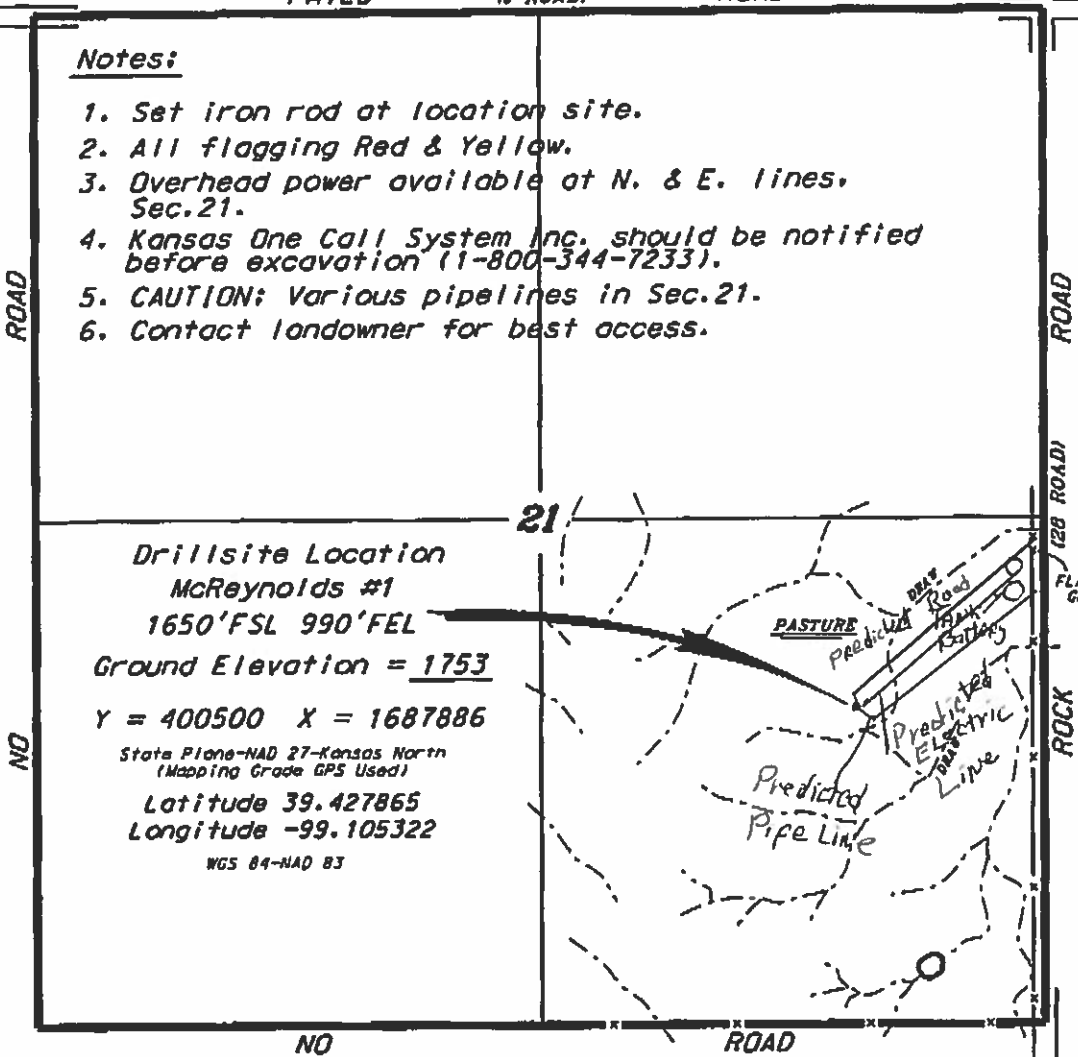 Notes:
1. Set iron rod at location site.
2. All flagging Red & Yellow.
3. Overhead power available at N. & E. lines.
Sec.21.
4. Kansas One Call System Inc. should be notified
before excavation (1-800-344-7233).
5. CAUTION: Various pipelines in Sec.21.
6. Contact landowner for best access.
ROAD
ROAD
(28 ROAD)
21
Drillsite Location
McReynolds #1
1650'FSL 990'FEL
Ground Elevation = 1753
Y = 400500 X = 1687886
State Plane-NAD 27-Kansas North
(Mapping Grade GPS Used)
Latitude 39.427865
Longitude -99.105322
WGS 84-NAD 83
PASTURE
DRAW
Predicted Road
Tank
Battery
Predicted
Electric
Line
DRAW
Predicted
Pipe Line
ROCK
NO
NO
ROAD